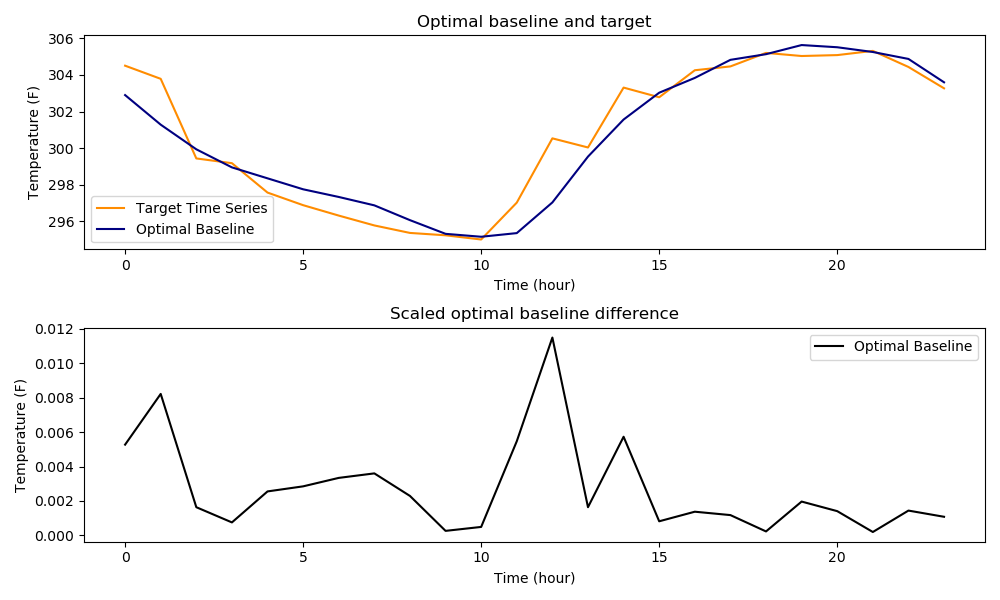 Optimal baseline and target
Temperature (F)
306
304
302
300
298
296
Target Time Series
Optimal Baseline
0 5 10 15 20
Time (hour)
Scaled optimal baseline difference
Temperature (F)
0.012
0.010
0.008
0.006
0.004
0.002
0.000
Optimal Baseline
0 5 10 15 20
Time (hour)